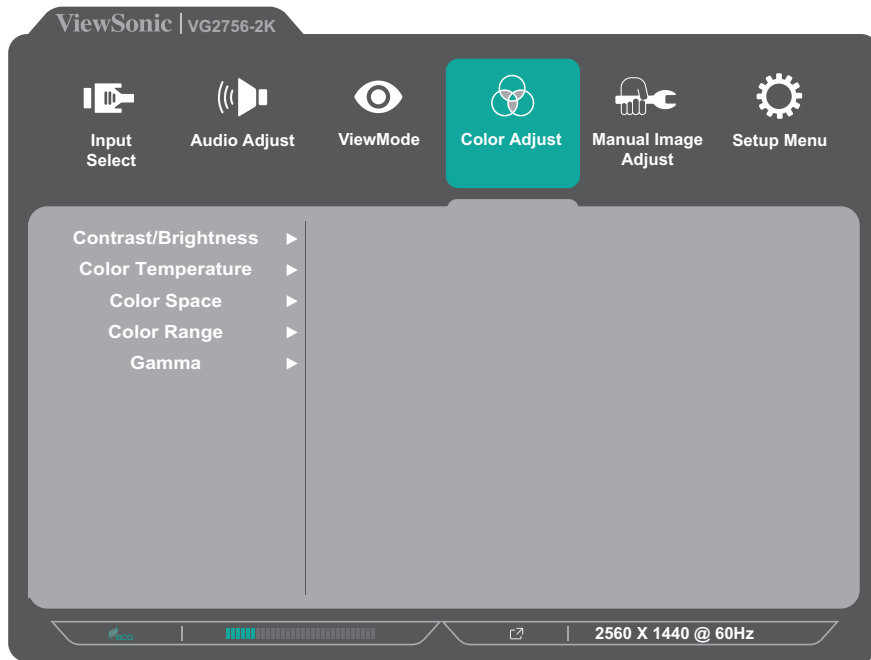 ViewSonic | VG2756-2K
Input
Select
Audio Adjust
ViewMode
Color Adjust
Manual Image
Adjust
Setup Menu
Contrast/Brightness
Color Temperature
Color Space
Color Range
Gamma
eco
2560 X 1440 @ 60Hz